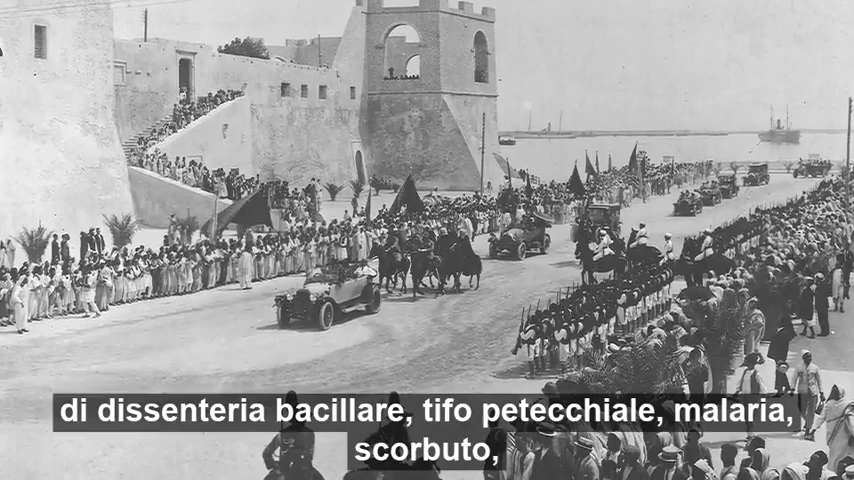 di dissenteria bacillare, tifo petecchiale, malaria,
scorbuto,